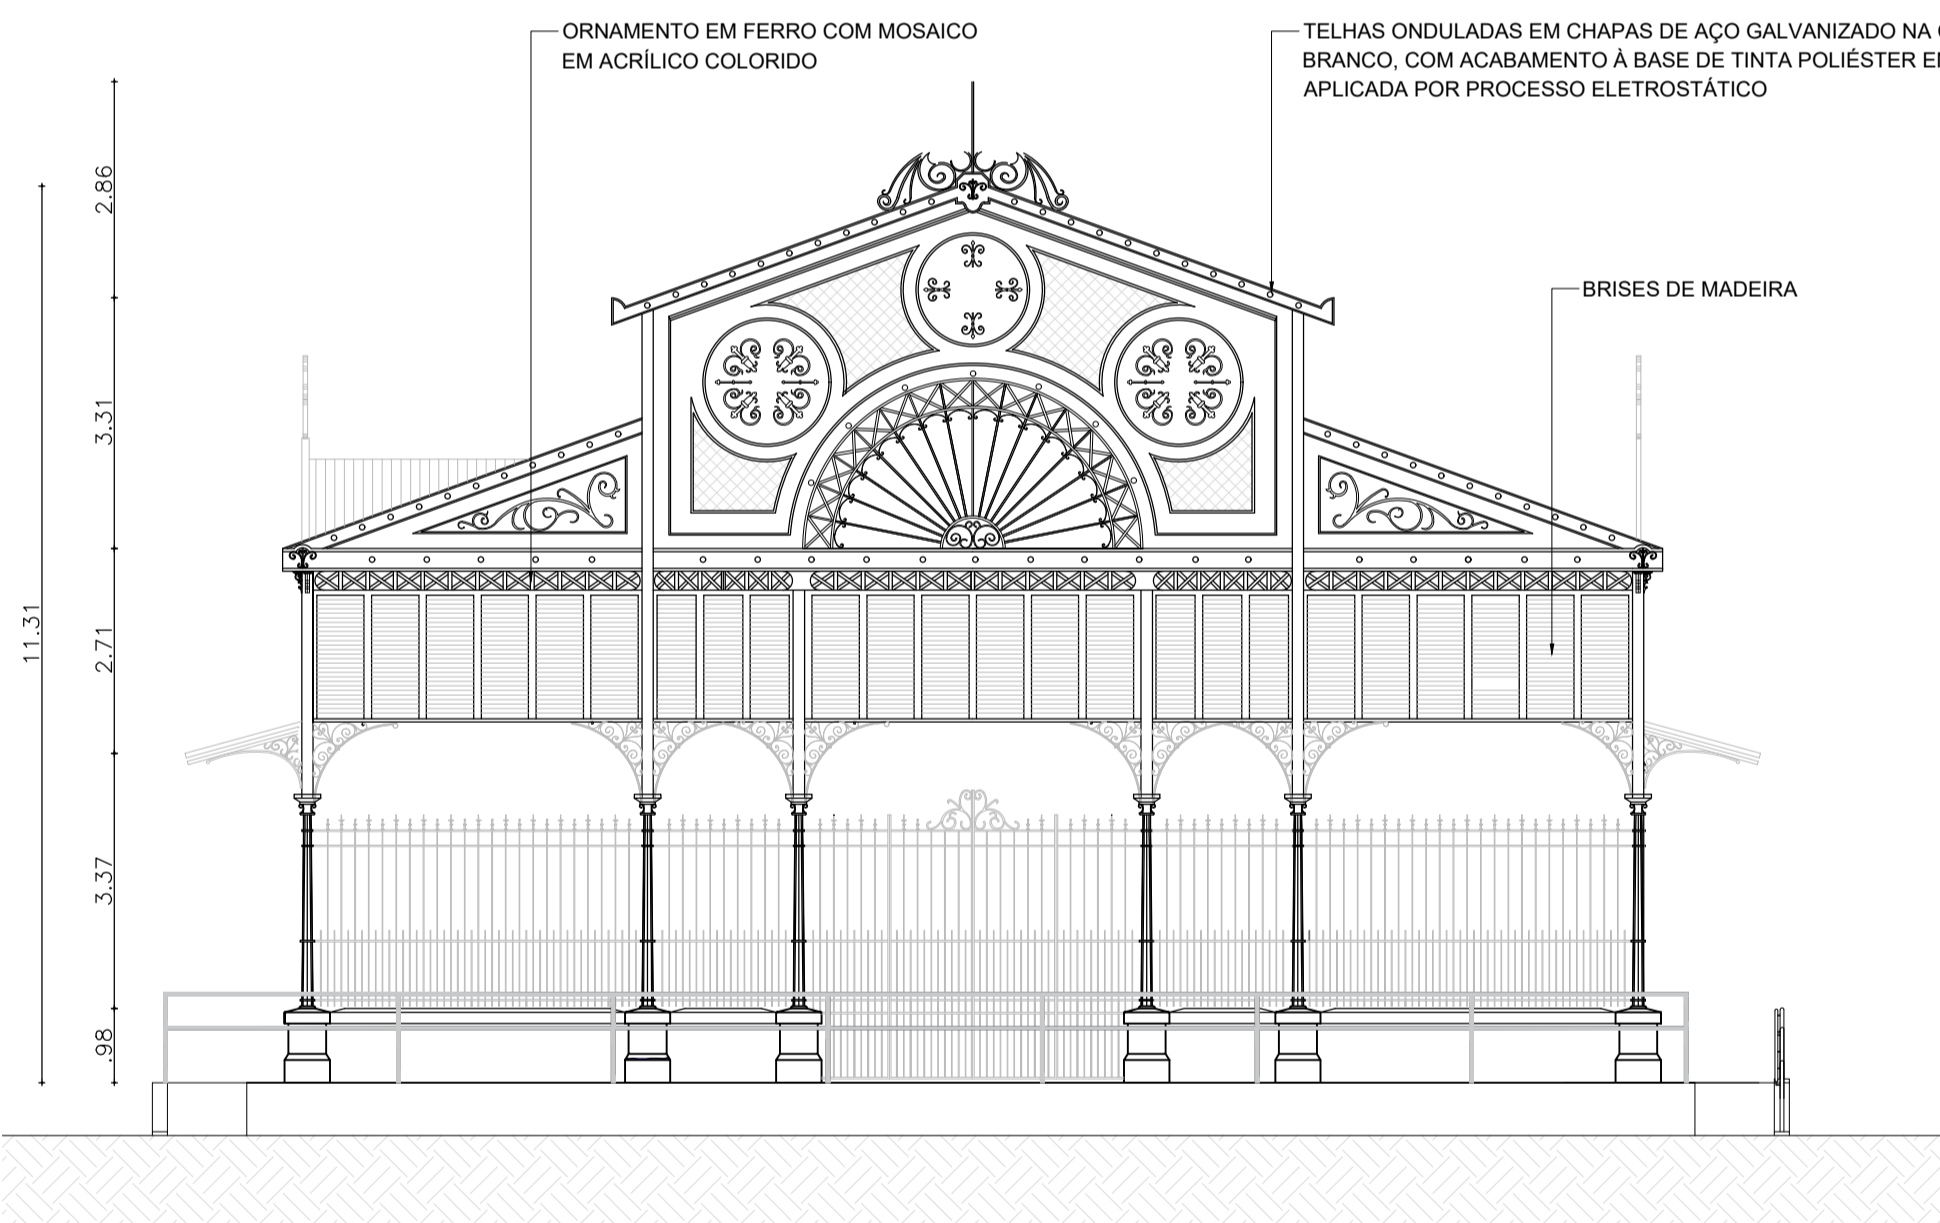 ORNAMENTO EM FERRO COM MOSAICO
EM ACRÍLICO COLORIDO
TELHAS ONDULADAS EM CHAPAS DE AÇO GALVANIZADO NA
BRANCO, COM ACABAMENTO À BASE DE TINTA POLIÉSTER
APLICADA POR PROCESSO ELETROSTÁTICO
BRISES DE MADEIRA
2.86
3.31
11.31
2.71
3.37
.98